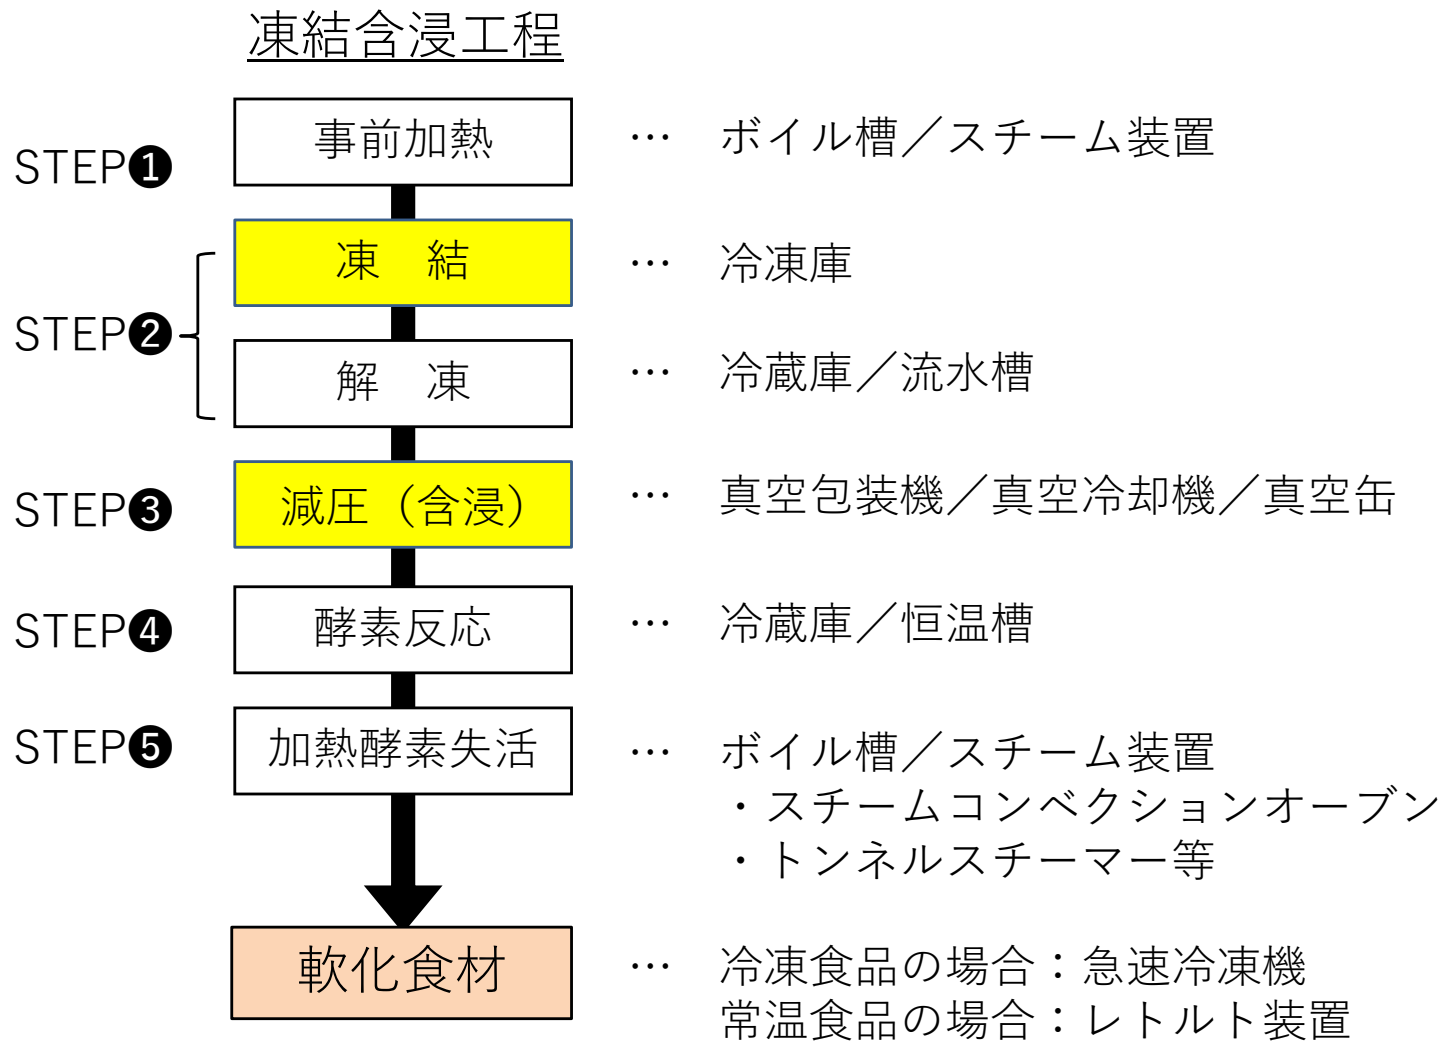 凍結含浸工程
STEP❶
事前加熱 … ボイル槽／スチーム装置
STEP❷
凍　結 … 冷凍庫
解　凍 … 冷蔵庫／流水槽
STEP❸
減圧（含浸） … 真空包装機／真空冷却機／真空缶
STEP❹
酵素反応 … 冷蔵庫／恒温槽
STEP❺
加熱酵素失活 … ボイル槽／スチーム装置
・スチームコンベクションオーブン
・トンネルスチーマー等
軟化食材 … 冷凍食品の場合：急速冷凍機
常温食品の場合：レトルト装置